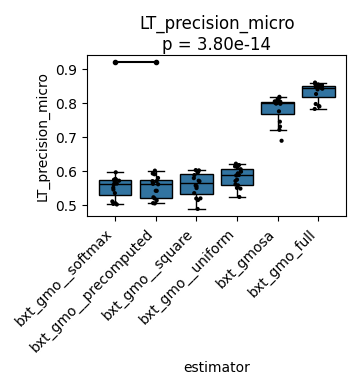 LT_precision_micro
p = 3.80e-14
LT_precision_micro
0.9
0.8
0.7
0.6
0.5
bxt_gmo__softmax
bxt_gmo__precomputed
bxt_gmo__square
bxt_gmo__uniform
bxt_gmosa
bxt_gmo_full
estimator